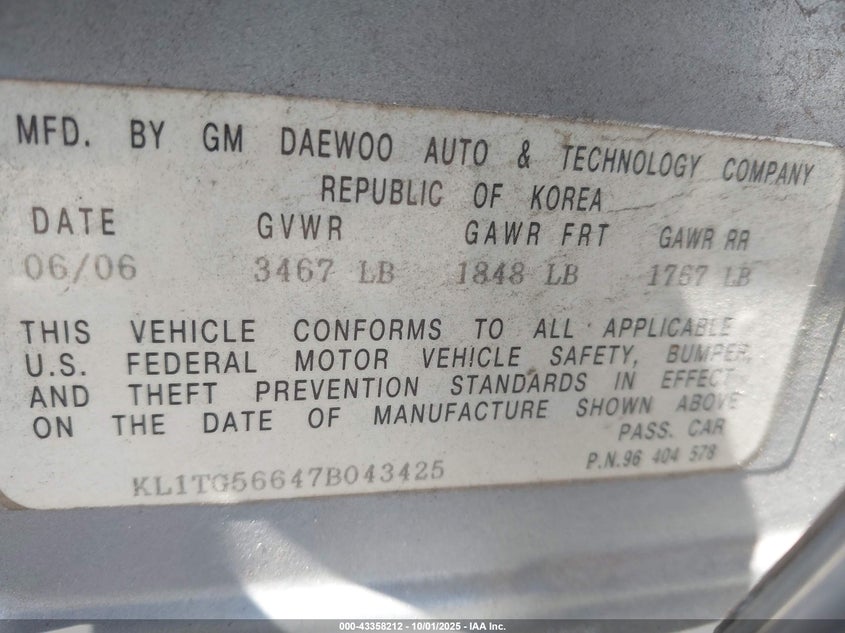 MFD. BY GM DAEWOO AUTO & TECHNOLOGY COMPANY
REPUBLIC OF KOREA
DATE GVWR GAWR FRT GAWR RR
06/06 3467 LB 1848 LB 1767 LB
THIS VEHICLE CONFORMS TO ALL APPLICABLE
U.S. FEDERAL MOTOR VEHICLE SAFETY, BUMPER,
AND THEFT PREVENTION STANDARDS IN EFFECT
ON THE DATE OF MANUFACTURE SHOWN ABOVE
PASS. CAR
KL1TG56647B043425 P.N.96 404 578
000-43358212 - 10/01/2025 - IAA Inc.